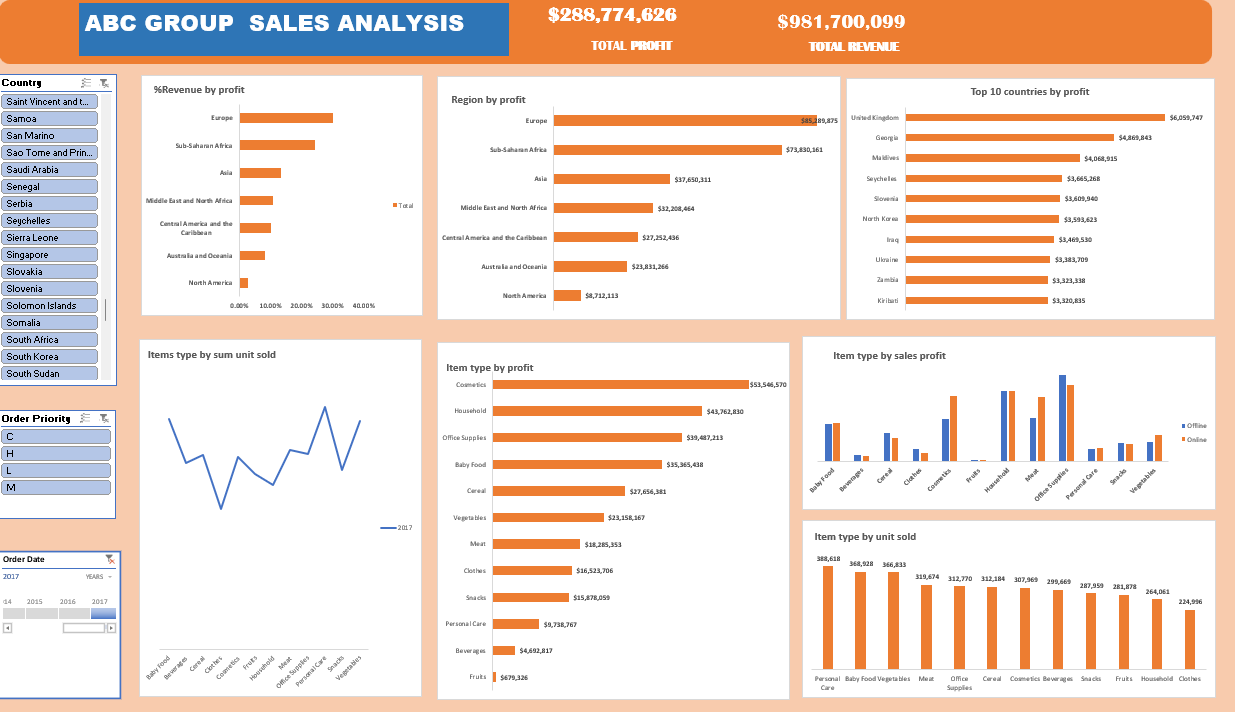 ABC GROUP  SALES ANALYSIS
$288,774,626
TOTAL PROFIT
$981,700,099
TOTAL REVENUE
Country
Saint Vincent and t...
Samoa
San Marino
Sao Tome and Prin...
Saudi Arabia
Senegal
Serbia
Seychelles
Sierra Leone
Singapore
Slovakia
Slovenia
Solomon Islands
Somalia
South Africa
South Korea
South Sudan
Order Priority
C
H
L
M
Order Date
2017
YEARS
14 2015 2016 2017
%Revenue by profit
Europe
Sub-Saharan Africa
Asia
Middle East and North Africa
Central America and the
Caribbean
Australia and Oceania
North America
0.00% 10.00% 20.00% 30.00% 40.00%
Total
Region by profit
Europe $85,289,875
Sub-Saharan Africa $73,830,161
Asia $37,650,311
Middle East and North Africa $32,208,464
Central America and the Caribbean $27,252,436
Australia and Oceania $23,831,266
North America $8,712,113
Top 10 countries by profit
United Kingdom $6,059,747
Georgia $4,869,843
Maldives $4,068,915
Seychelles $3,665,268
Slovenia $3,609,940
North Korea $3,593,623
Iraq $3,469,530
Ukraine $3,383,709
Zambia $3,323,338
Kiribati $3,320,835
Items type by sum unit sold
2017
Baby Food
Beverages
Cereal
Clothes
Cosmetics
Fruits
Household
Meat
Office Supplies
Personal Care
Snacks
Vegetables
Item type by profit
Cosmetics $53,546,570
Household $43,762,830
Office Supplies $39,487,213
Baby Food $35,365,438
Cereal $27,656,381
Vegetables $23,158,167
Meat $18,285,353
Clothes $16,523,706
Snacks $15,878,059
Personal Care $9,738,767
Beverages $4,692,817
Fruits $679,326
Item type by sales profit
Offline
Online
Baby Food
Beverages
Cereal
Clothes
Cosmetics
Fruits
Household
Meat
Office Supplies
Personal Care
Snacks
Vegetables
Item type by unit sold
388,618 368,928 366,833 319,674 312,770 312,184 307,969 299,669 287,959 281,878 264,061 224,996
Personal Baby Food Vegetables Meat Office Cereal Cosmetics Beverages Snacks Fruits Household Clothes
Care Supplies